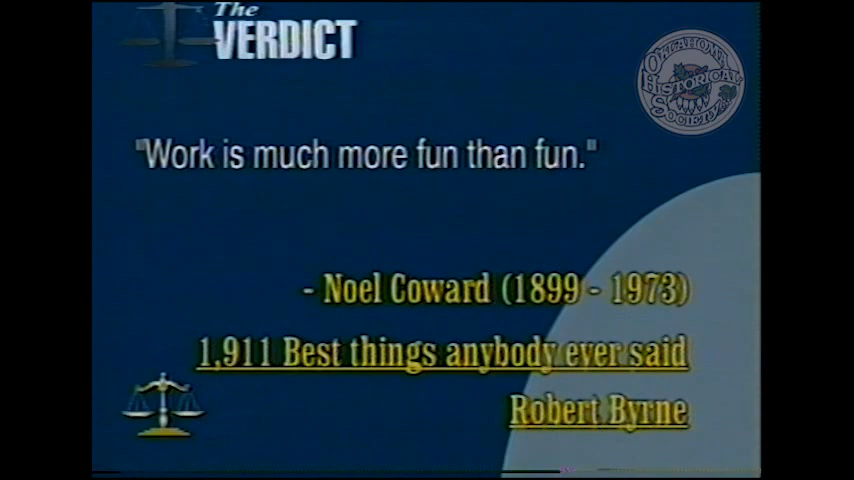 The
VERDICT
OKLAHOMA
HISTORICAL
SOCIETY
"Work is much more fun than fun."
- Noel Coward (1899 - 1973)
1,911 Best things anybody ever said
Robert Byrne